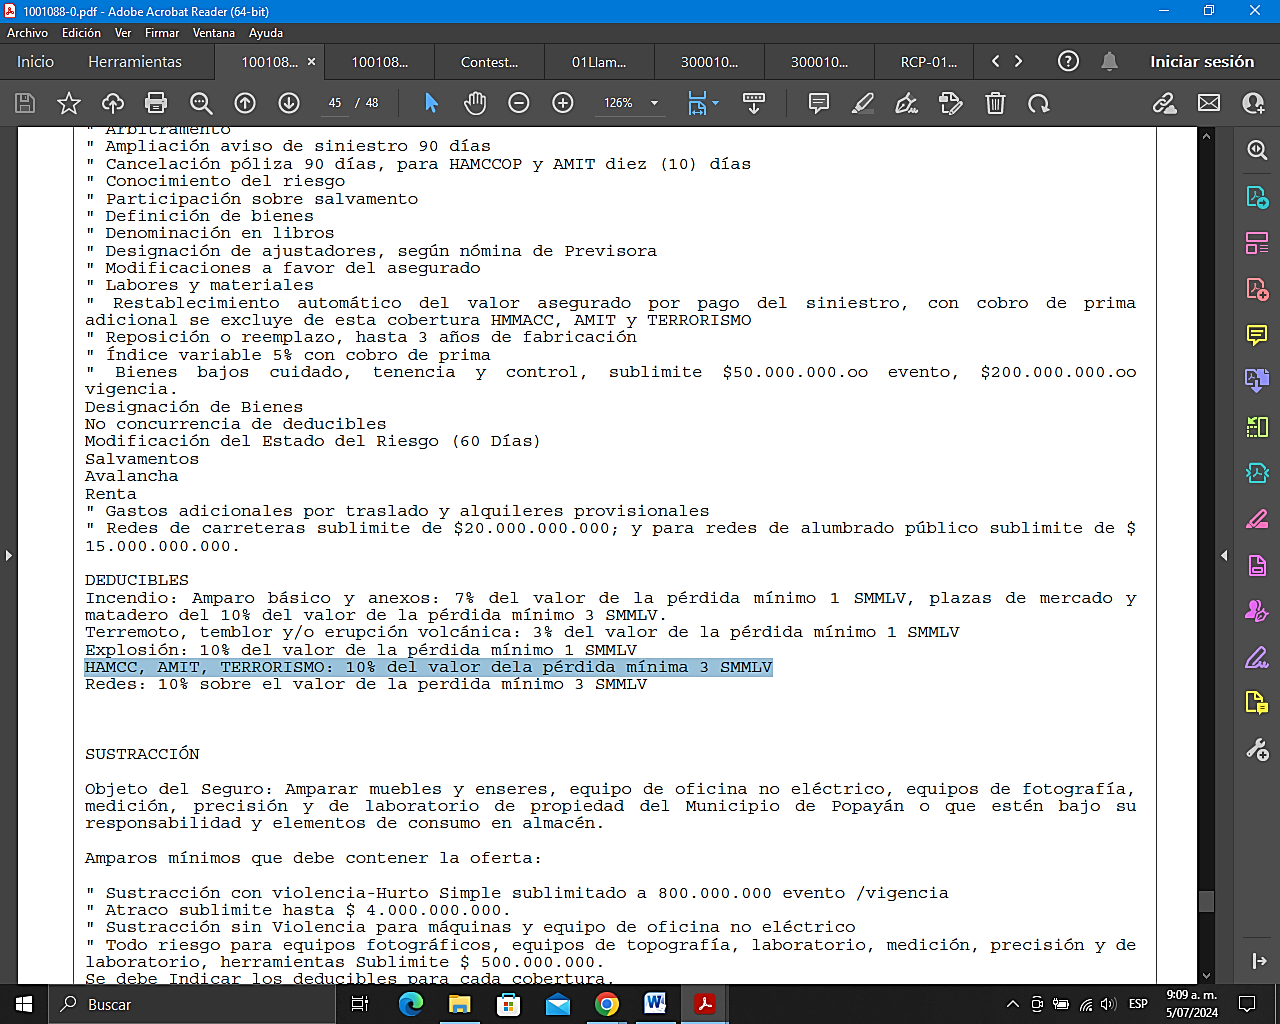 1001088-0.pdf - Adobe Acrobat Reader (64-bit)
Archivo Edición Ver Firmar Ventana Ayuda
Inicio Herramientas 100108... × 100108... Contest... 01Llam... 300010... 300010... RCP-01... Iniciar sesión
45 / 48 126%
" Arbitramento
" Ampliación aviso de siniestro 90 días
" Cancelación póliza 90 días, para HAMCCOP y AMIT diez (10) días
" Conocimiento del riesgo
" Participación sobre salvamento
" Definición de bienes
" Denominación en libros
" Designación de ajustadores, según nómina de Previsora
" Modificaciones a favor del asegurado
" Labores y materiales
" Restablecimiento automático del valor asegurado por pago del siniestro, con cobro de prima
adicional se excluye de esta cobertura HMMACC, AMIT y TERRORISMO
" Reposición o reemplazo, hasta 3 años de fabricación
" Índice variable 5% con cobro de prima
" Bienes bajos cuidado, tenencia y control, sublimite $50.000.000.oo evento, $200.000.000.oo
vigencia.
Designación de Bienes
No concurrencia de deducibles
Modificación del Estado del Riesgo (60 Días)
Salvamentos
Avalancha
Renta
" Gastos adicionales por traslado y alquileres provisionales
" Redes de carreteras sublimite de $20.000.000.000; y para redes de alumbrado público sublimite de $
15.000.000.000.
DEDUCIBLES
Incendio: Amparo básico y anexos: 7% del valor de la pérdida mínimo 1 SMMLV, plazas de mercado y
matadero del 10% del valor de la pérdida mínimo 3 SMMLV.
Terremoto, temblor y/o erupción volcánica: 3% del valor de la pérdida mínimo 1 SMMLV
Explosión: 10% del valor de la pérdida mínimo 1 SMMLV
HAMCC, AMIT, TERRORISMO: 10% del valor dela pérdida mínima 3 SMMLV
Redes: 10% sobre el valor de la perdida mínimo 3 SMMLV
SUSTRACCIÓN
Objeto del Seguro: Amparar muebles y enseres, equipo de oficina no eléctrico, equipos de fotografía,
medición, precisión y de laboratorio de propiedad del Municipio de Popayán o que estén bajo su
responsabilidad y elementos de consumo en almacén.
Amparos mínimos que debe contener la oferta:
" Sustracción con violencia-Hurto Simple sublimitado a 800.000.000 evento /vigencia
" Atraco sublimite hasta $ 4.000.000.000.
" Sustracción sin Violencia para máquinas y equipo de oficina no eléctrico
" Todo riesgo para equipos fotográficos, equipos de topografía, laboratorio, medición, precisión y de
laboratorio, herramientas Sublimite $ 500.000.000.
Se debe Indicar los deducibles para cada cobertura.
Buscar
ESP
9:09 a. m.
5/07/2024